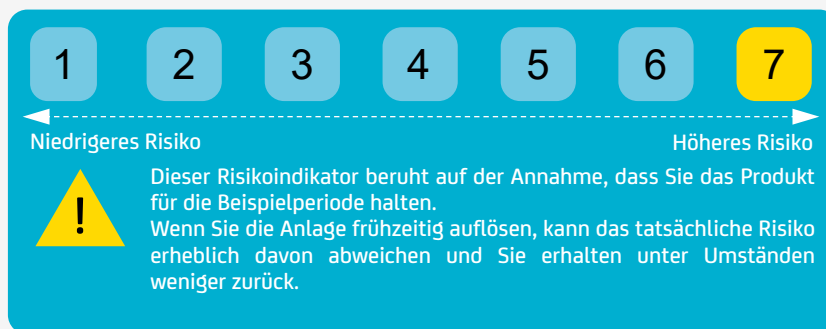 1 2 3 4 5 6 7
Niedrigeres Risiko Höheres Risiko
!
Dieser Risikoindikator beruht auf der Annahme, dass Sie das Produkt
für die Beispielperiode halten.
Wenn Sie die Anlage frühzeitig auflösen, kann das tatsächliche Risiko
erheblich davon abweichen und Sie erhalten unter Umständen
weniger zurück.